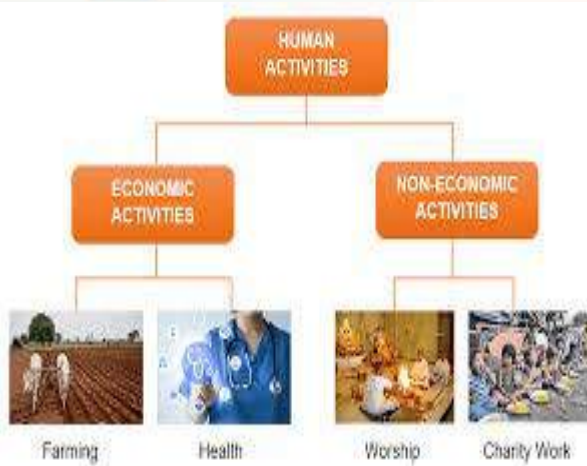 HUMAN
ACTIVITIES
ECONOMIC
ACTIVITIES
NON-ECONOMIC
ACTIVITIES
Farming
Health
Worship
Charity Work